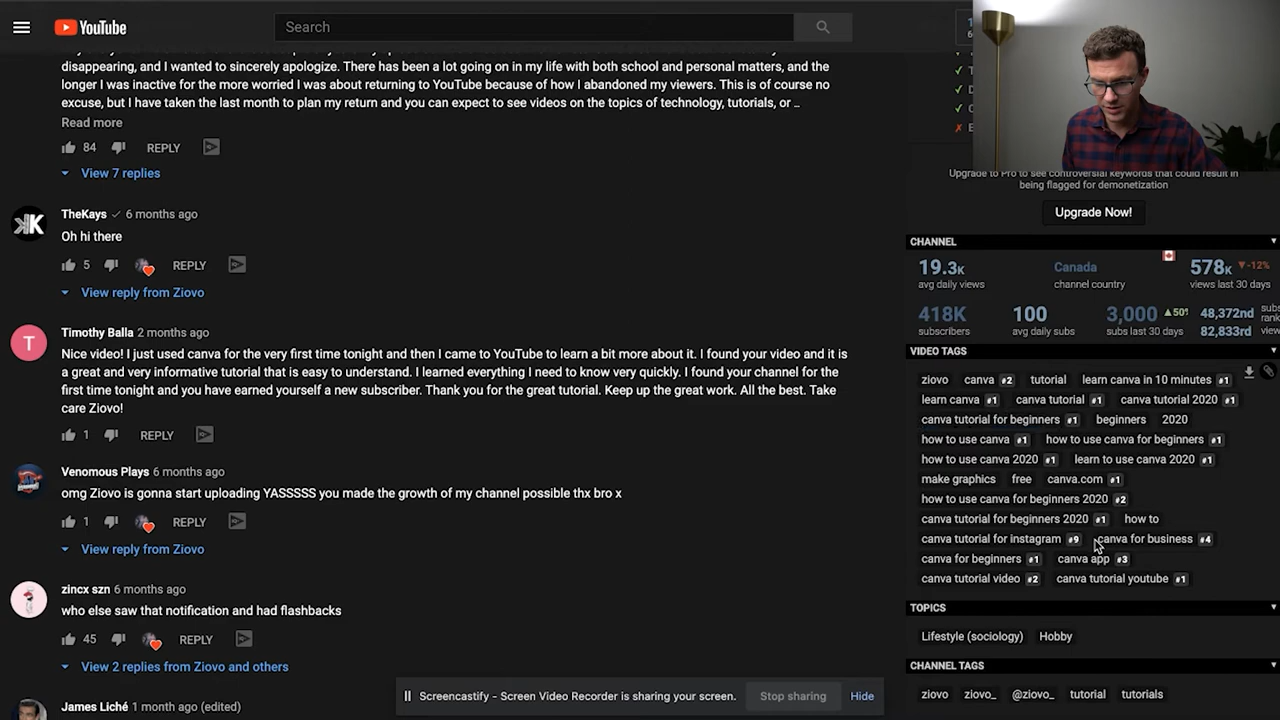 YouTube
Search
disappearing, and I wanted to sincerely apologize. There has been a lot going on in my life with both school and personal matters, and the
longer I was inactive for the more worried I was about returning to YouTube because of how I abandoned my viewers. This is of course no
excuse, but I have taken the last month to plan my return and you can expect to see videos on the topics of technology, tutorials, or ...
Read more
84 REPLY
View 7 replies
K TheKays 6 months ago
Oh hi there
5 REPLY
View reply from Ziovo
T Timothy Balla 2 months ago
Nice video! I just used canva for the very first time tonight and then I came to YouTube to learn a bit more about it. I found your video and it is
a great and very informative tutorial that is easy to understand. I learned everything I need to know very quickly. I found your channel for the
first time tonight and you have earned yourself a new subscriber. Thank you for the great tutorial. Keep up the great work. All the best. Take
care Ziovo!
1 REPLY
Venomous Plays 6 months ago
omg Ziovo is gonna start uploading YASSSSS you made the growth of my channel possible thx bro x
1 REPLY
View reply from Ziovo
zincx szn 6 months ago
who else saw that notification and had flashbacks
45 REPLY
View 2 replies from Ziovo and others
James Liché 1 month ago (edited)
Upgrade to Pro to see controversial keywords that could result in
being flagged for demonetization
Upgrade Now!
CHANNEL
19.3K Canada 578K -12%
avg daily views channel country views last 30 days
418K 100 3,000 50% 48,372nd
subscribers avg daily subs subs last 30 days 82,833rd
VIDEO TAGS
ziovo canva #2 tutorial learn canva in 10 minutes #1
learn canva #1 canva tutorial #1 canva tutorial 2020 #1
canva tutorial for beginners #1 beginners 2020
how to use canva #1 how to use canva for beginners #1
how to use canva 2020 #1 learn to use canva 2020 #1
make graphics free canva.com #1
how to use canva for beginners 2020 #2
canva tutorial for beginners 2020 #1 how to
canva tutorial for instagram #9 canva for business #4
canva for beginners #1 canva app #3
canva tutorial video #2 canva tutorial youtube #1
TOPICS
Lifestyle (sociology) Hobby
CHANNEL TAGS
ziovo ziovo_ @ziovo_ tutorial tutorials
Screencastify - Screen Video Recorder is sharing your screen. Stop sharing Hide